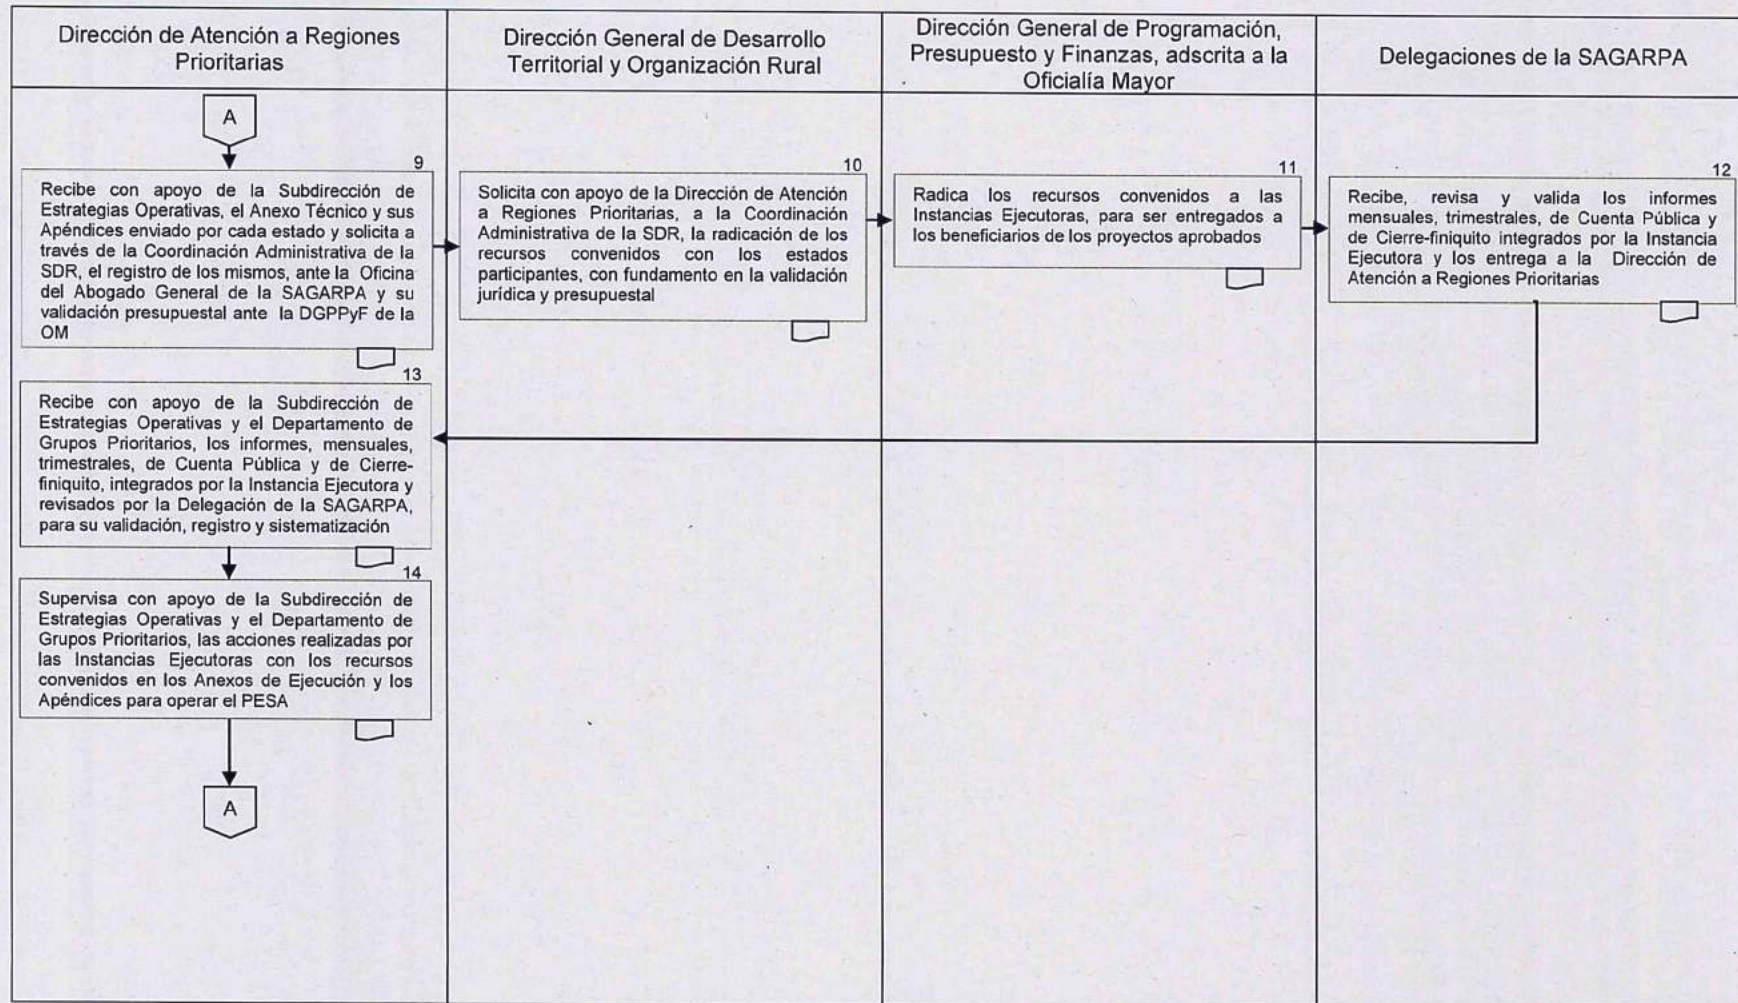 Dirección de Atención a Regiones
Prioritarias
Dirección General de Desarrollo
Territorial y Organización Rural
Dirección General de Programación,
Presupuesto y Finanzas, adscrita a la
Oficialía Mayor
Delegaciones de la SAGARPA
A
9
Recibe con apoyo de la Subdirección de
Estrategias Operativas, el Anexo Técnico y sus
Apéndices enviado por cada estado y solicita a
través de la Coordinación Administrativa de la
SDR, el registro de los mismos, ante la Oficina
del Abogado General de la SAGARPA y su
validación presupuestal ante la DGPPyF de la
OM
10
Solicita con apoyo de la Dirección de Atención
a Regiones Prioritarias, a la Coordinación
Administrativa de la SDR, la radicación de los
recursos convenidos con los estados
participantes, con fundamento en la validación
jurídica y presupuestal
11
Radica los recursos convenidos a las
Instancias Ejecutoras, para ser entregados a
los beneficiarios de los proyectos aprobados
12
Recibe, revisa y valida los informes
mensuales, trimestrales, de Cuenta Pública y
de Cierre-finiquito integrados por la Instancia
Ejecutora y los entrega a la Dirección de
Atención a Regiones Prioritarias
13
Recibe con apoyo de la Subdirección de
Estrategias Operativas y el Departamento de
Grupos Prioritarios, los informes, mensuales,
trimestrales, de Cuenta Pública y de Cierre-
finiquito, integrados por la Instancia Ejecutora y
revisados por la Delegación de la SAGARPA,
para su validación, registro y sistematización
14
Supervisa con apoyo de la Subdirección de
Estrategias Operativas y el Departamento de
Grupos Prioritarios, las acciones realizadas por
las Instancias Ejecutoras con los recursos
convenidos en los Anexos de Ejecución y los
Apéndices para operar el PESA
A